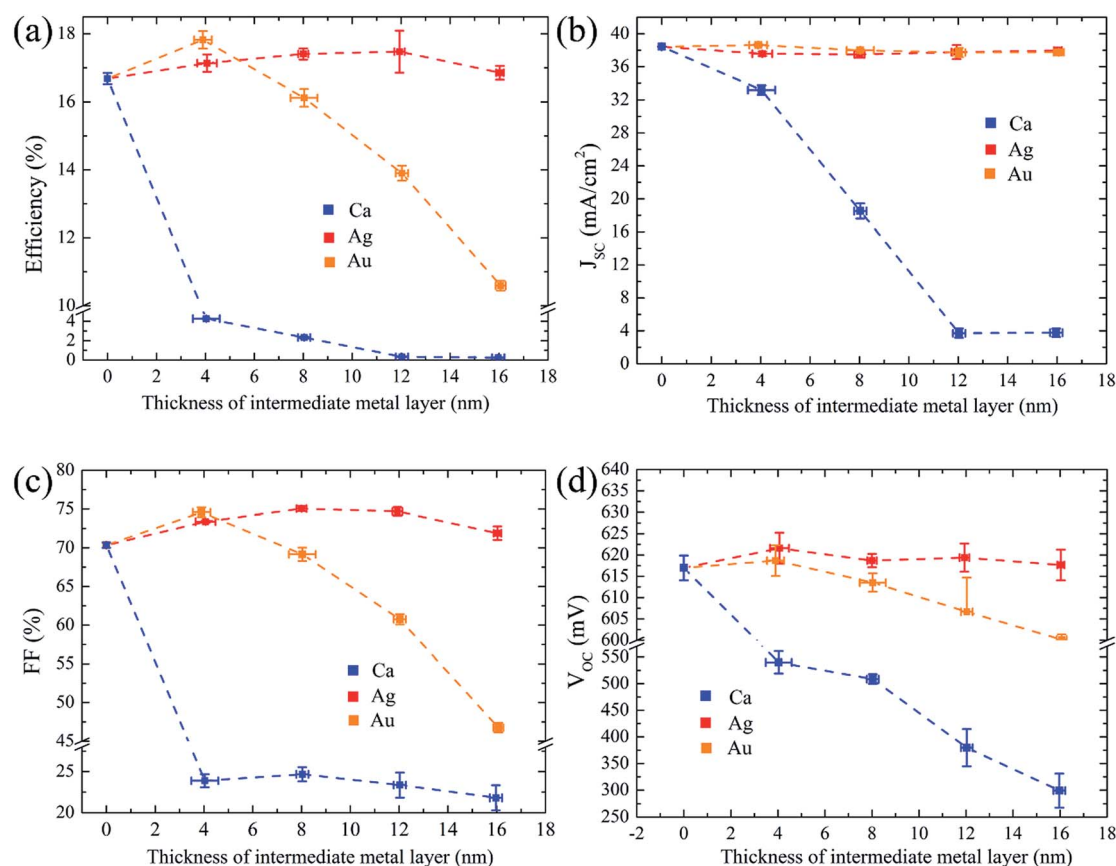 (a)
18
16
14
12
10
4
2
0
Efficiency (%)
Ca
Ag
Au
0 2 4 6 8 10 12 14 16 18
Thickness of intermediate metal layer (nm)
(b)
40
36
32
28
24
20
16
12
8
4
0
J_SC (mA/cm²)
Ca
Ag
Au
0 2 4 6 8 10 12 14 16 18
Thickness of intermediate metal layer (nm)
(c)
80
75
70
65
60
55
50
45
25
20
FF (%)
Ca
Ag
Au
0 2 4 6 8 10 12 14 16 18
Thickness of intermediate metal layer (nm)
(d)
640
635
630
625
620
615
610
605
600
550
500
450
400
350
300
250
V_OC (mV)
Ca
Ag
Au
-2 0 2 4 6 8 10 12 14 16 18
Thickness of intermediate metal layer (nm)